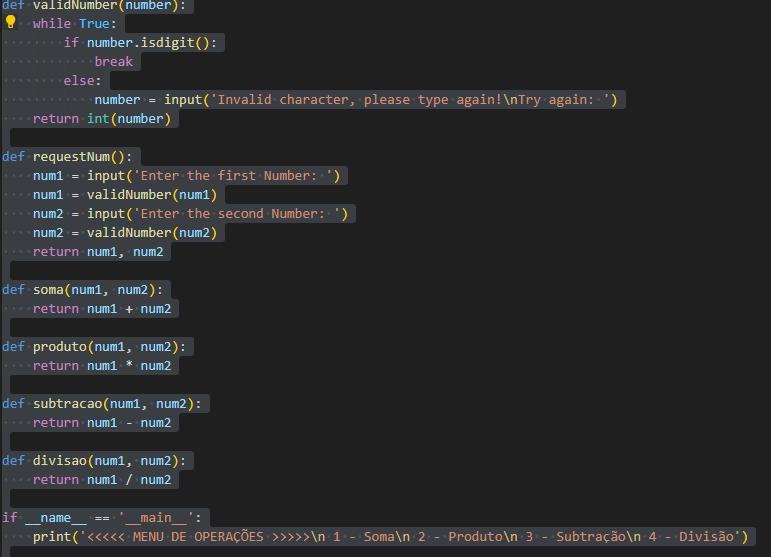 def validNumber(number):
    while True:
        if number.isdigit():
            break
        else:
            number = input('Invalid character, please type again!\nTry again: ')
    return int(number)
def requestNum():
    num1 = input('Enter the first Number: ')
    num1 = validNumber(num1)
    num2 = input('Enter the second Number: ')
    num2 = validNumber(num2)
    return num1, num2
def soma(num1, num2):
    return num1 + num2
def produto(num1, num2):
    return num1 * num2
def subtracao(num1, num2):
    return num1 - num2
def divisao(num1, num2):
    return num1 / num2
if __name__ == '__main__':
    print('<<<<< MENU DE OPERAÇÕES >>>>>\n 1 - Soma\n 2 - Produto\n 3 - Subtração\n 4 - Divisão')